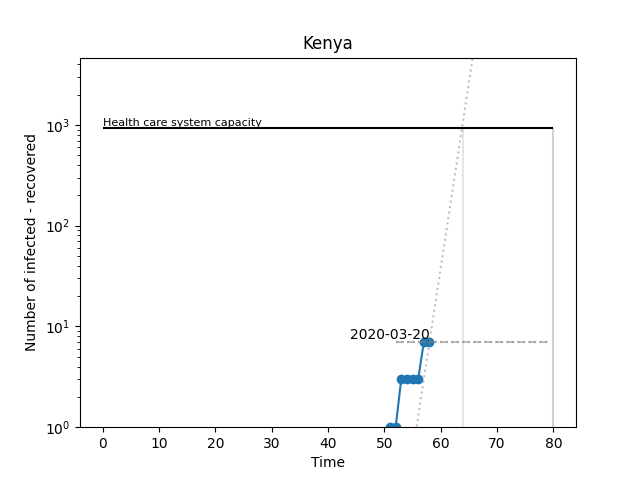 Kenya
Health care system capacity
2020-03-20
Number of infected - recovered
10³
10²
10¹
10⁰
0 10 20 30 40 50 60 70 80
Time